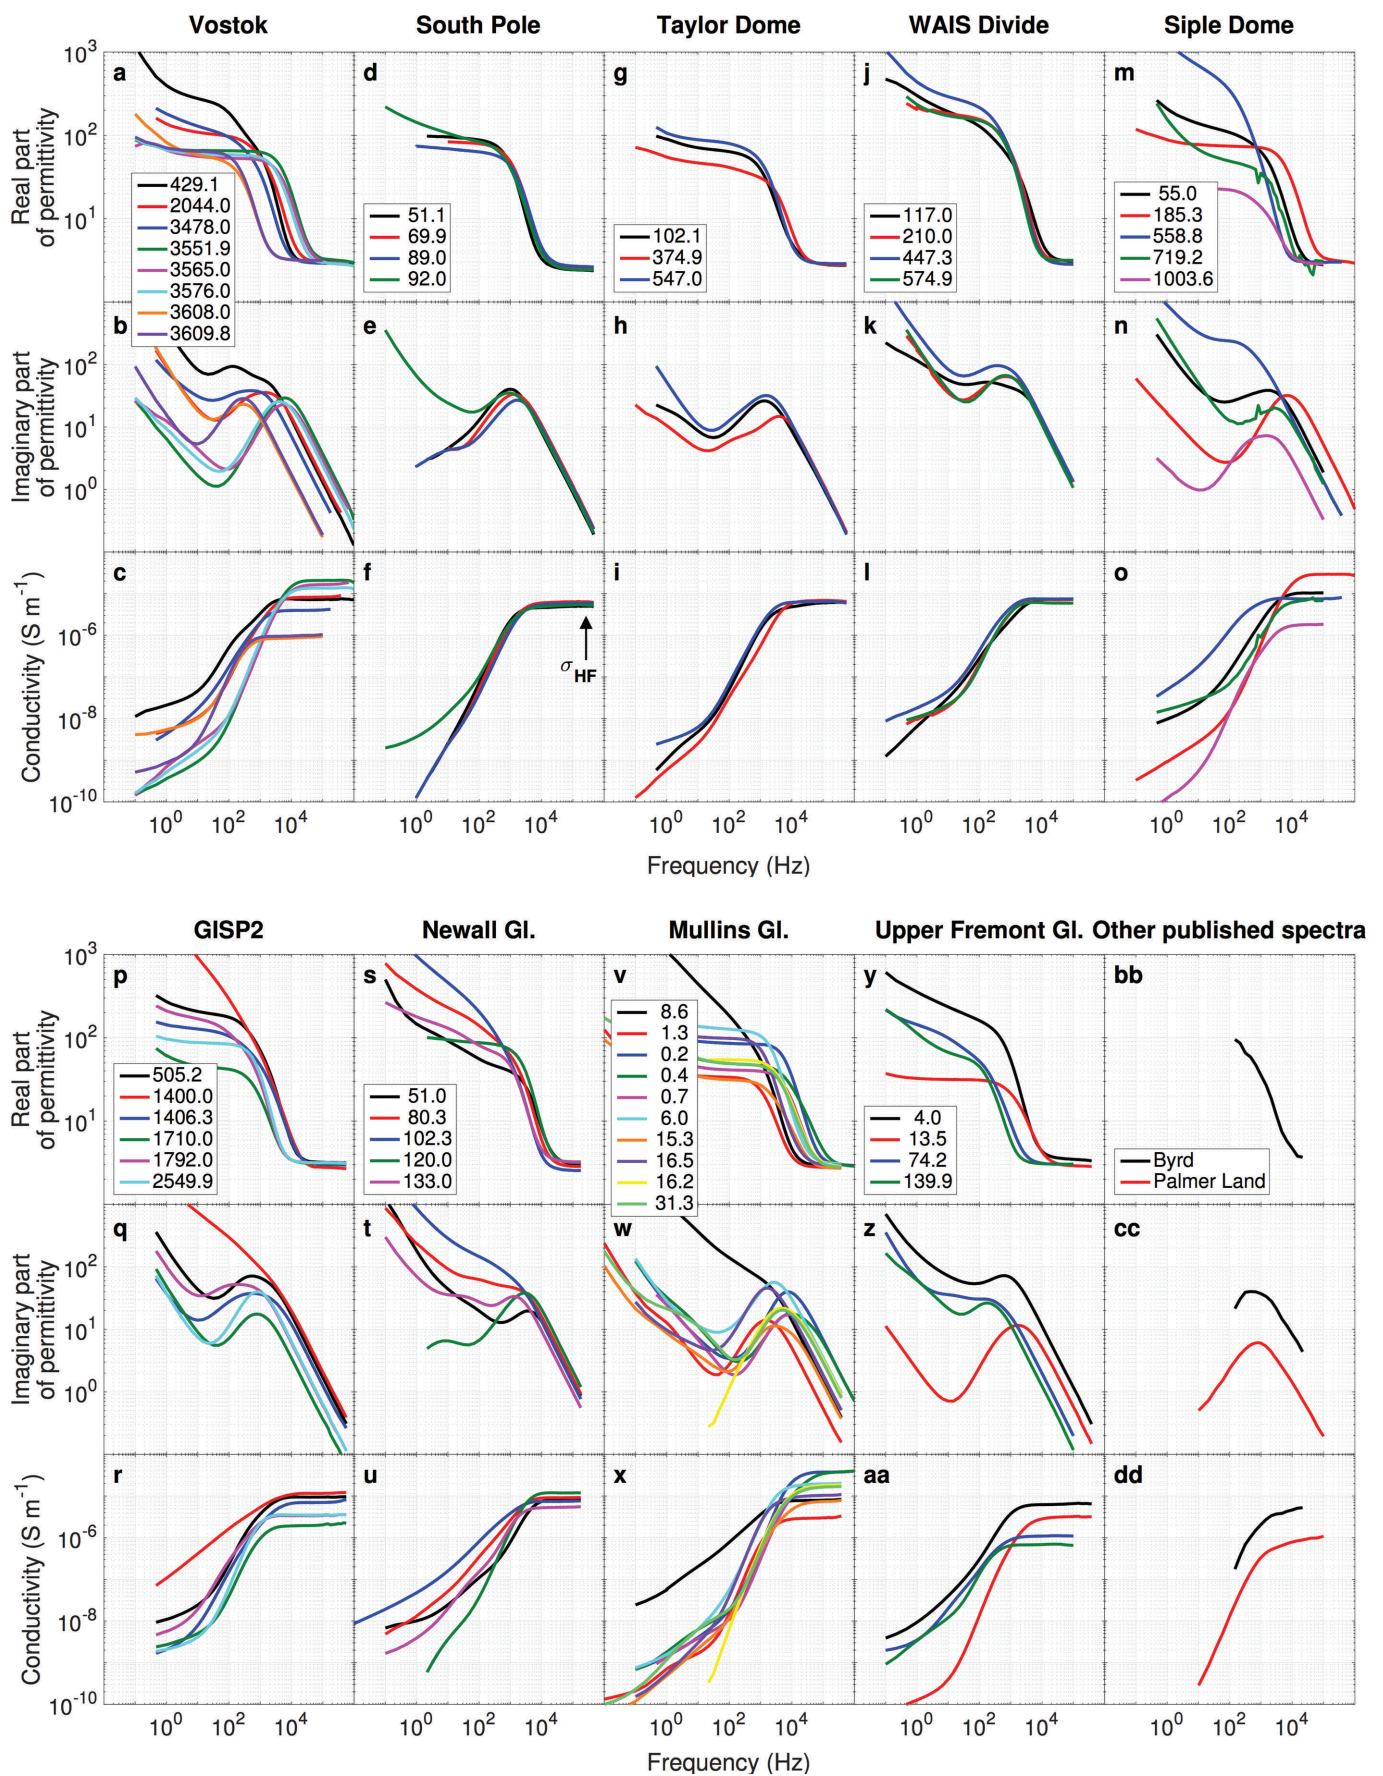 Vostok South Pole Taylor Dome WAIS Divide Siple Dome
Real part
of permittivity
10³
10²
10¹
a
d
g
j
m
429.1
2044.0
3478.0
3551.9
3565.0
3576.0
3608.0
3609.8
51.1
69.9
89.0
92.0
102.1
374.9
547.0
117.0
210.0
447.3
574.9
55.0
185.3
558.8
719.2
1003.6
Imaginary part
of permittivity
10²
10¹
10⁰
b
e
h
k
n
Conductivity (S m⁻¹)
10⁻⁶
10⁻⁸
10⁻¹⁰
c
f
i
l
o
σHF
10⁰ 10² 10⁴ 10⁰ 10² 10⁴ 10⁰ 10² 10⁴ 10⁰ 10² 10⁴ 10⁰ 10² 10⁴
Frequency (Hz)
GISP2 Newall Gl. Mullins Gl. Upper Fremont Gl. Other published spectra
Real part
of permittivity
10³
10²
10¹
p
s
v
y
bb
505.2
1400.0
1406.3
1710.0
1792.0
2549.9
51.0
80.3
102.3
120.0
133.0
8.6
1.3
0.2
0.4
0.7
6.0
15.3
16.5
16.2
31.3
4.0
13.5
74.2
139.9
Byrd
Palmer Land
Imaginary part
of permittivity
10²
10¹
10⁰
q
t
w
z
cc
Conductivity (S m⁻¹)
10⁻⁶
10⁻⁸
10⁻¹⁰
r
u
x
aa
dd
10⁰ 10² 10⁴ 10⁰ 10² 10⁴ 10⁰ 10² 10⁴ 10⁰ 10² 10⁴ 10⁰ 10² 10⁴
Frequency (Hz)